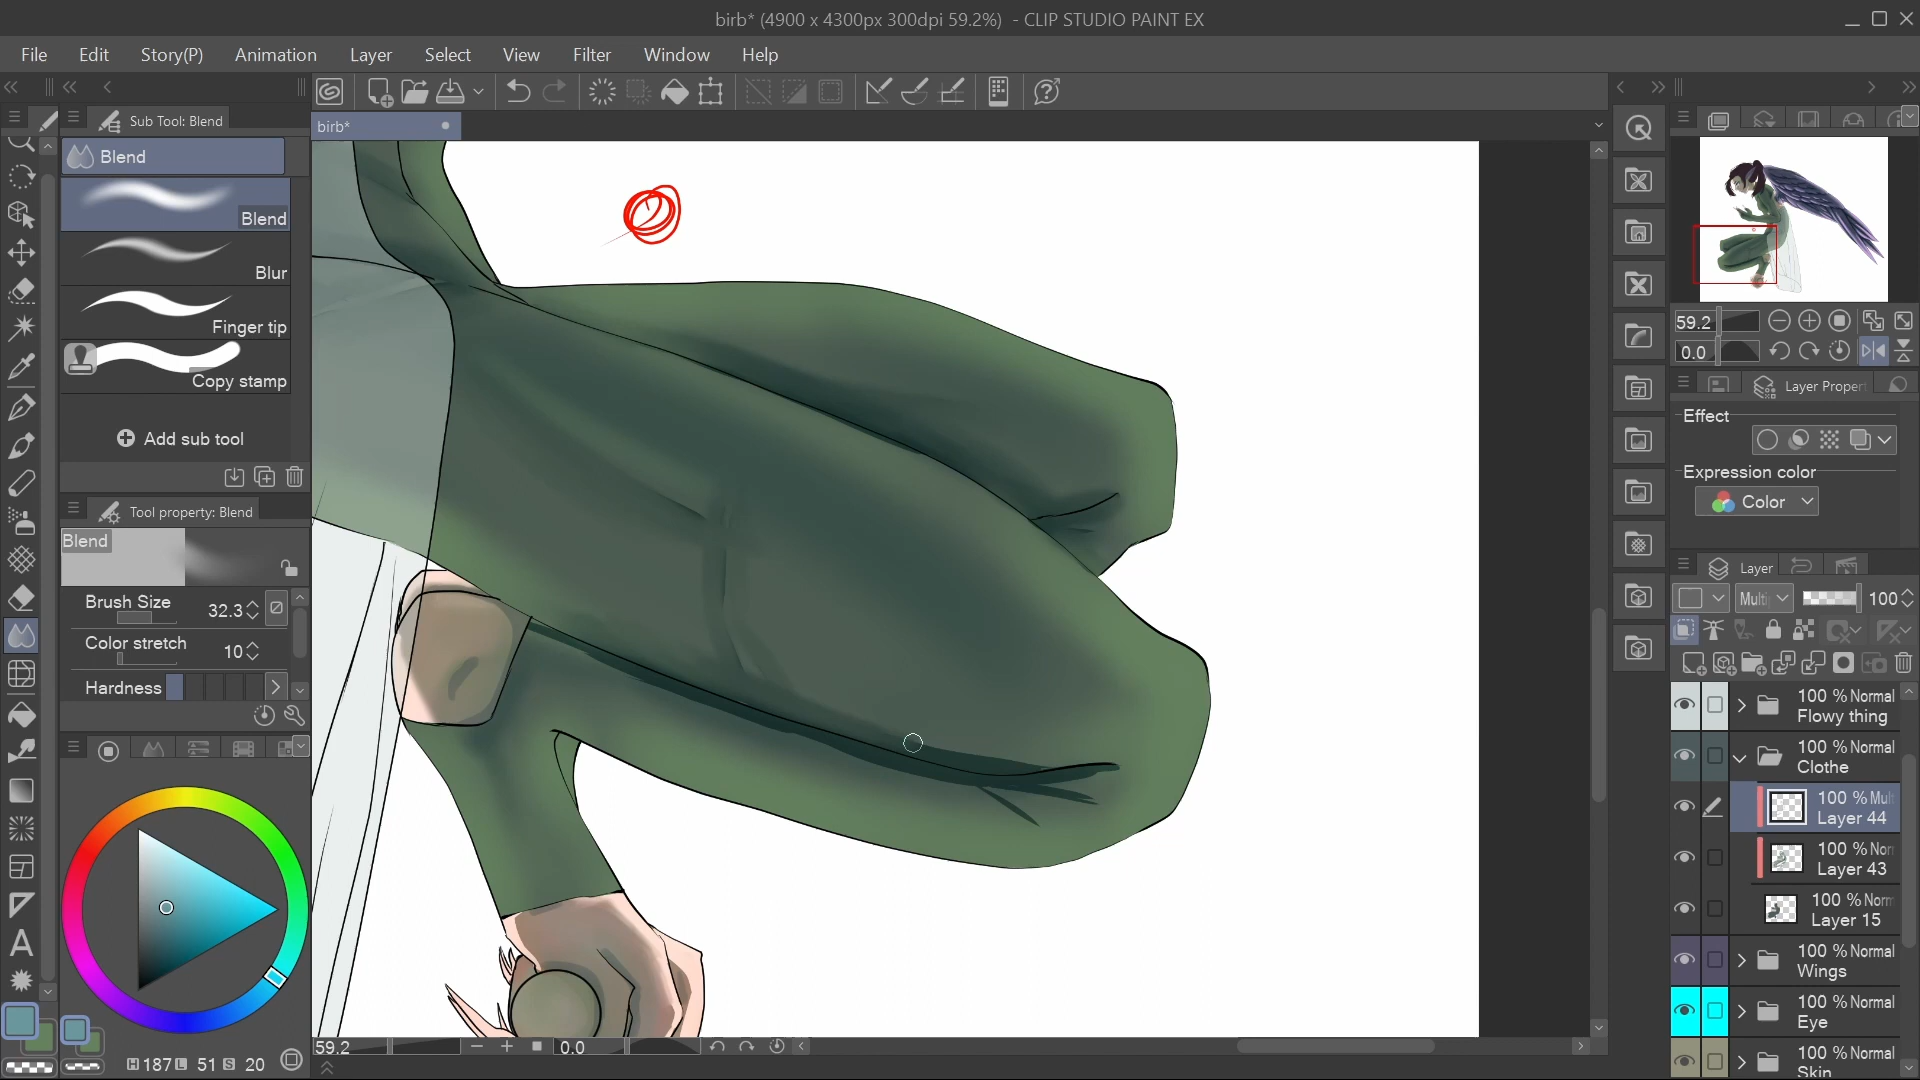 birb* (4900 x 4300px 300dpi 59.2%) - CLIP STUDIO PAINT EX
File Edit Story(P) Animation Layer Select View Filter Window Help
Sub Tool: Blend
birb*
Blend
Blend
Blur
Finger tip
Copy stamp
Add sub tool
Tool property: Blend
Blend
Brush Size 32.3
Color stretch 10
Hardness
H 187 L 51 S 20
59.2
0.0
59.2
0.0
Layer Proper
Effect
Expression color
Color
Layer
Multi 100
100 % Normal
Flowy thing
100 % Normal
Clothe
100 % Mul
Layer 44
100 % Nor
Layer 43
100 % Norm
Layer 15
100 % Normal
Wings
100 % Normal
Eye
100 % Normal
Skin